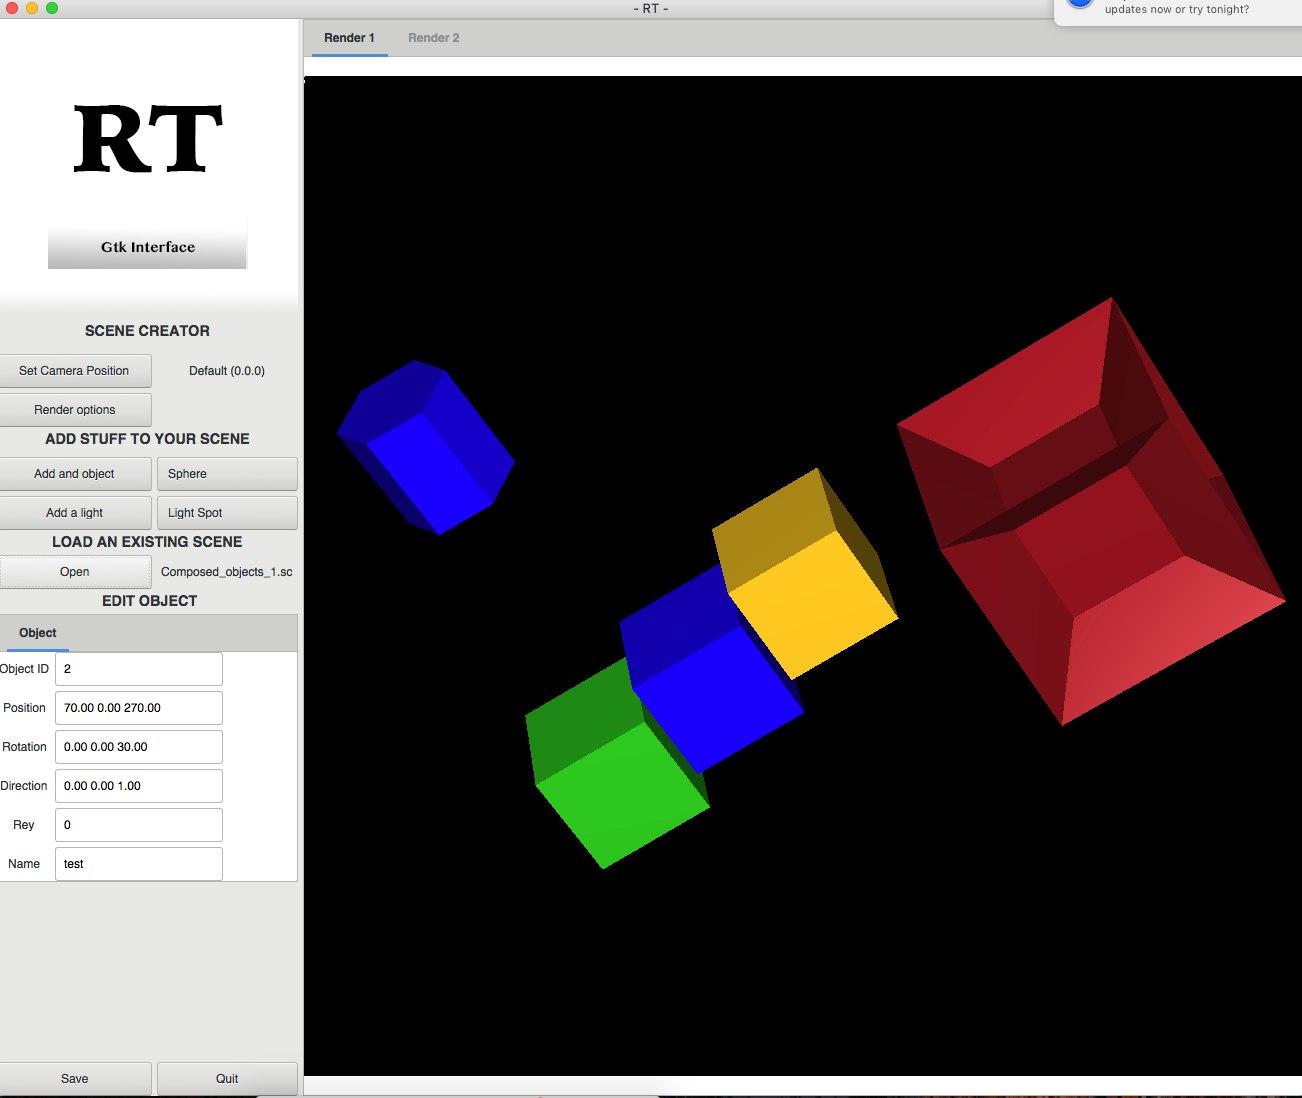 - RT -
updates now or try tonight?
Render 1 Render 2
RT
Gtk Interface
SCENE CREATOR
Set Camera Position Default (0.0.0)
Render options
ADD STUFF TO YOUR SCENE
Add and object Sphere
Add a light Light Spot
LOAD AN EXISTING SCENE
Open Composed_objects_1.sc
EDIT OBJECT
Object
Object ID 2
Position 70.00 0.00 270.00
Rotation 0.00 0.00 30.00
Direction 0.00 0.00 1.00
Rey 0
Name test
Save Quit